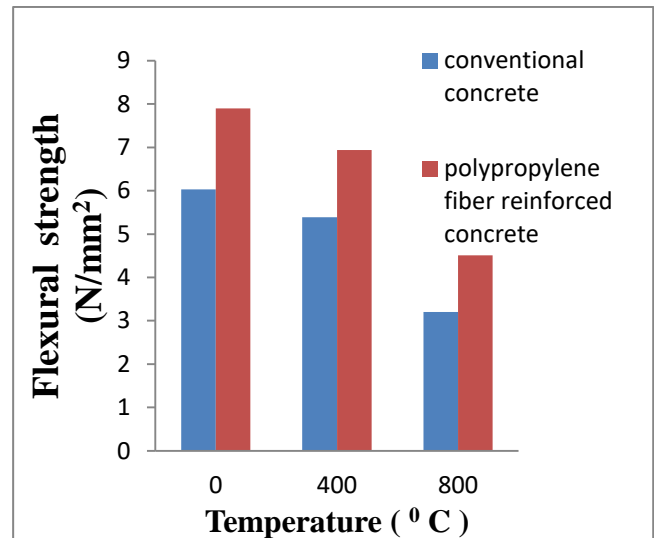 Flexural strength
(N/mm²)
9
8
7
6
5
4
3
2
1
0
0 400 800
Temperature ( ⁰ C )
conventional
concrete
polypropylene
fiber reinforced
concrete